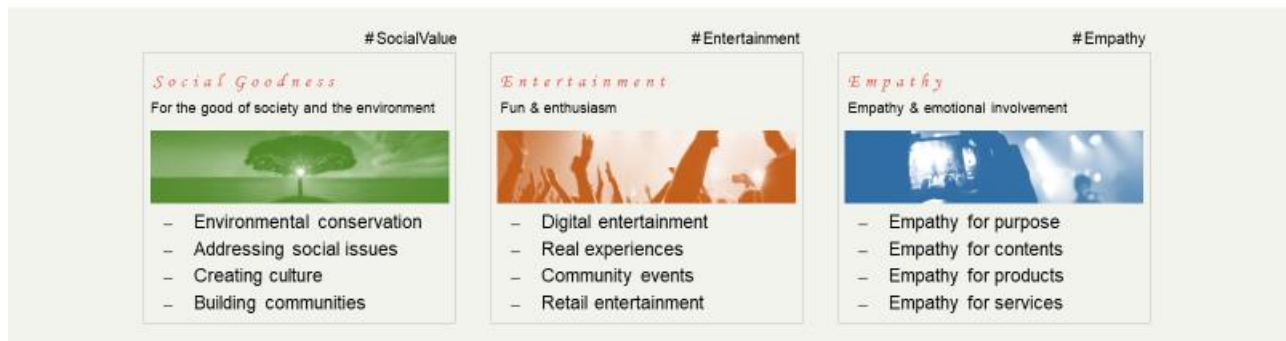 #SocialValue
Social Goodness
For the good of society and the environment
– Environmental conservation
– Addressing social issues
– Creating culture
– Building communities
#Entertainment
Entertainment
Fun & enthusiasm
– Digital entertainment
– Real experiences
– Community events
– Retail entertainment
#Empathy
Empathy
Empathy & emotional involvement
– Empathy for purpose
– Empathy for contents
– Empathy for products
– Empathy for services